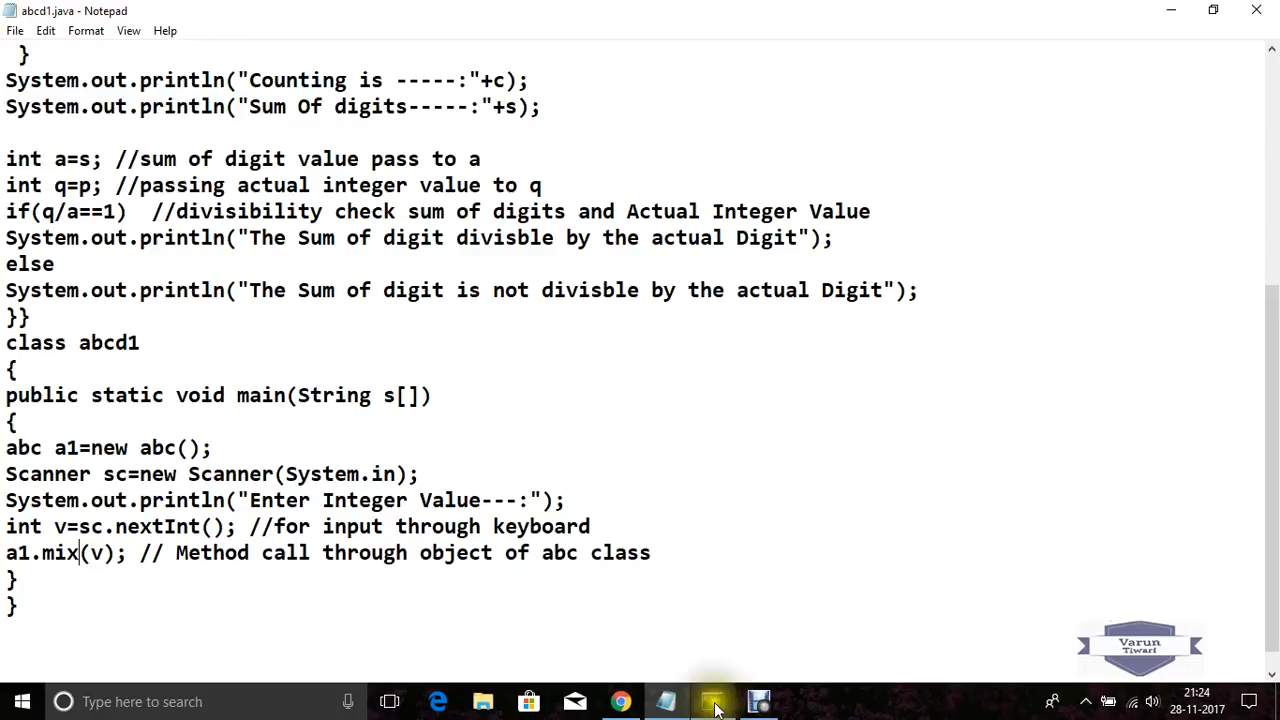 abcd1.java - Notepad
File Edit Format View Help
}
System.out.println("Counting is -----:"+c);
System.out.println("Sum Of digits-----:"+s);
int a=s; //sum of digit value pass to a
int q=p; //passing actual integer value to q
if(q/a==1)  //divisibility check sum of digits and Actual Integer Value
System.out.println("The Sum of digit divisble by the actual Digit");
else
System.out.println("The Sum of digit is not divisble by the actual Digit");
}}
class abcd1
{
public static void main(String s[])
{
abc a1=new abc();
Scanner sc=new Scanner(System.in);
System.out.println("Enter Integer Value---:");
int v=sc.nextInt(); //for input through keyboard
a1.mix(v); // Method call through object of abc class
}
}
Varun
Tiwari
Type here to search
21:24
28-11-2017